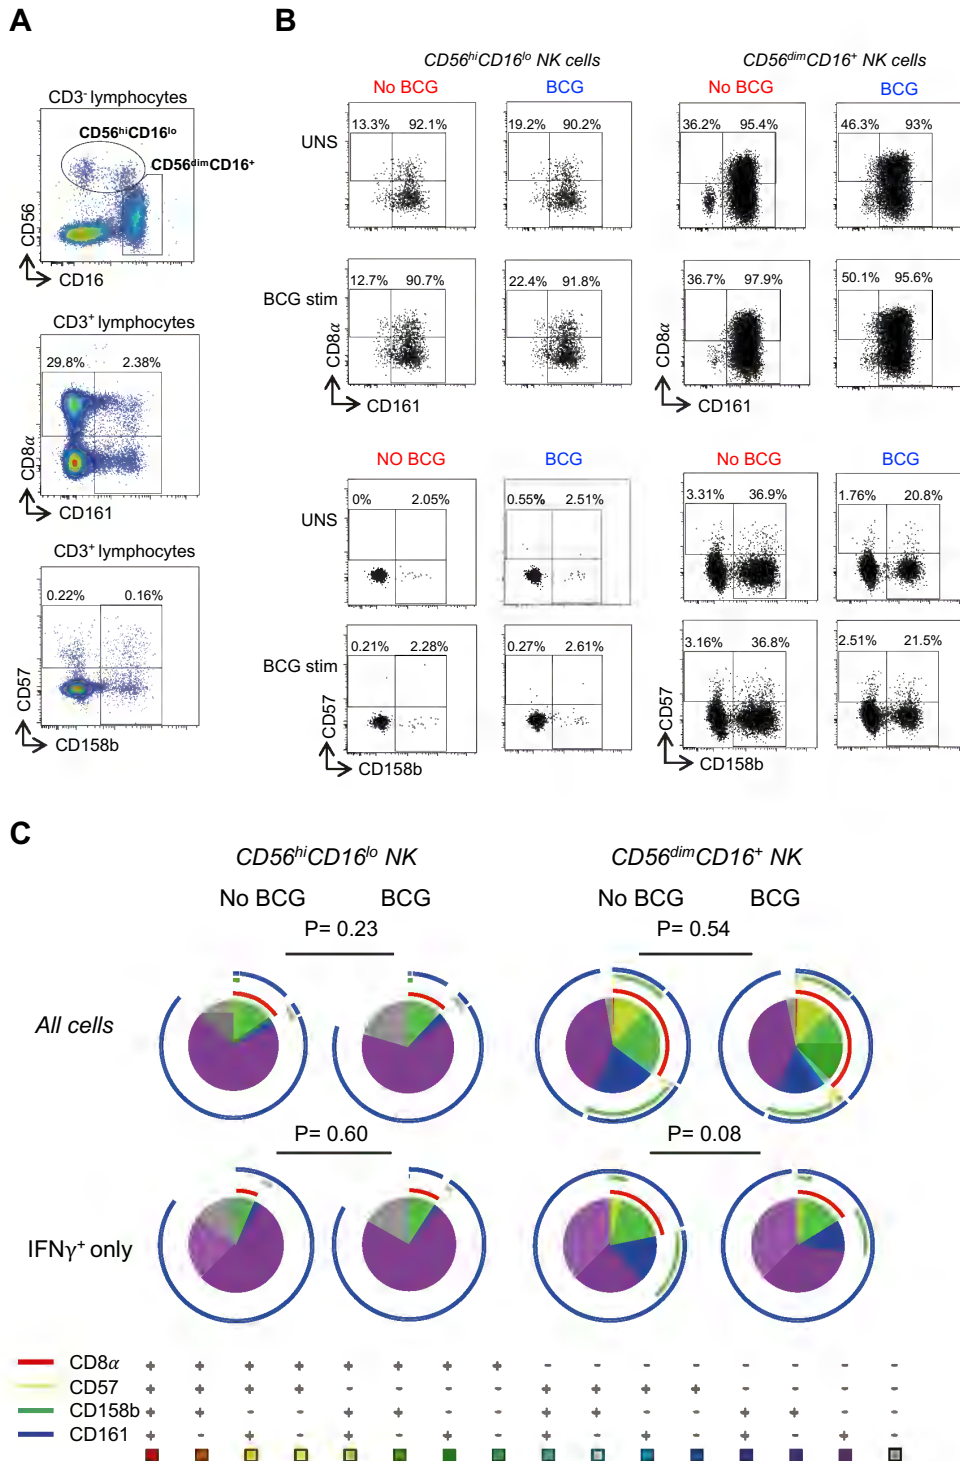 A
CD3- lymphocytes
CD56hiCD16lo
CD56dimCD16+
CD56
CD16
CD3+ lymphocytes
29.8% 2.38%
CD8α
CD161
CD3+ lymphocytes
0.22% 0.16%
CD57
CD158b
B
CD56hiCD16lo NK cells CD56dimCD16+ NK cells
No BCG BCG No BCG BCG
UNS
13.3% 92.1% 19.2% 90.2% 36.2% 95.4% 46.3% 93%
BCG stim
12.7% 90.7% 22.4% 91.8% 36.7% 97.9% 50.1% 95.6%
CD8α CD8α
CD161 CD161
NO BCG BCG No BCG BCG
UNS
0% 2.05% 0.55% 2.51% 3.31% 36.9% 1.76% 20.8%
BCG stim
0.21% 2.28% 0.27% 2.61% 3.16% 36.8% 2.51% 21.5%
CD57 CD57
CD158b CD158b
C
CD56hiCD16lo NK CD56dimCD16+ NK
No BCG BCG No BCG BCG
P= 0.23 P= 0.54
All cells
P= 0.60 P= 0.08
IFNγ+ only
CD8α + + + + + + + + - - - - - - - -
CD57 + + + + - - - - + + + + - - - -
CD158b + + - - + + - - + + - - + + - -
CD161 + - + - + - + - + - + - + - + -